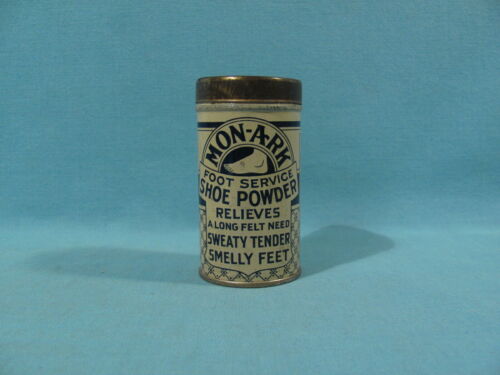 MON-ARK
FOOT SERVICE
SHOE POWDER
RELIEVES
A LONG FELT NEED
SWEATY TENDER
SMELLY FEET